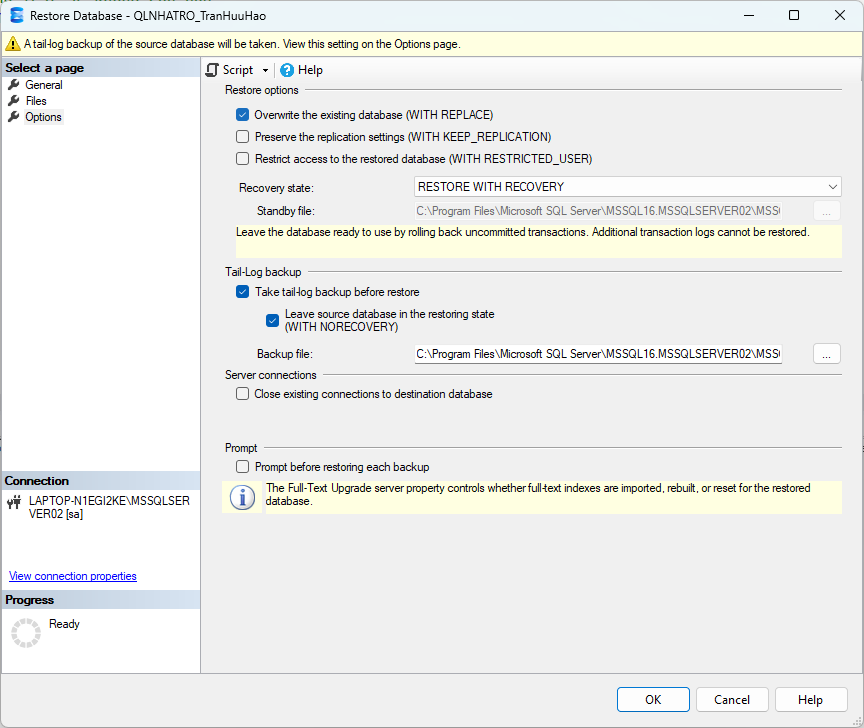 Restore Database - QLNHATRO_TranHuuHao
A tail-log backup of the source database will be taken. View this setting on the Options page.
Select a page
General
Files
Options
Script
Help
Restore options
Overwrite the existing database (WITH REPLACE)
Preserve the replication settings (WITH KEEP_REPLICATION)
Restrict access to the restored database (WITH RESTRICTED_USER)
Recovery state:
RESTORE WITH RECOVERY
Standby file:
C:\Program Files\Microsoft SQL Server\MSSQL16.MSSQLSERVER02\MSS
...
Leave the database ready to use by rolling back uncommitted transactions. Additional transaction logs cannot be restored.
Tail-Log backup
Take tail-log backup before restore
Leave source database in the restoring state
(WITH NORECOVERY)
Backup file:
C:\Program Files\Microsoft SQL Server\MSSQL16.MSSQLSERVER02\MSS
...
Server connections
Close existing connections to destination database
Prompt
Prompt before restoring each backup
The Full-Text Upgrade server property controls whether full-text indexes are imported, rebuilt, or reset for the restored
database.
Connection
LAPTOP-N1EGI2KE\MSSQLSER
VER02 [sa]
View connection properties
Progress
Ready
OK
Cancel
Help